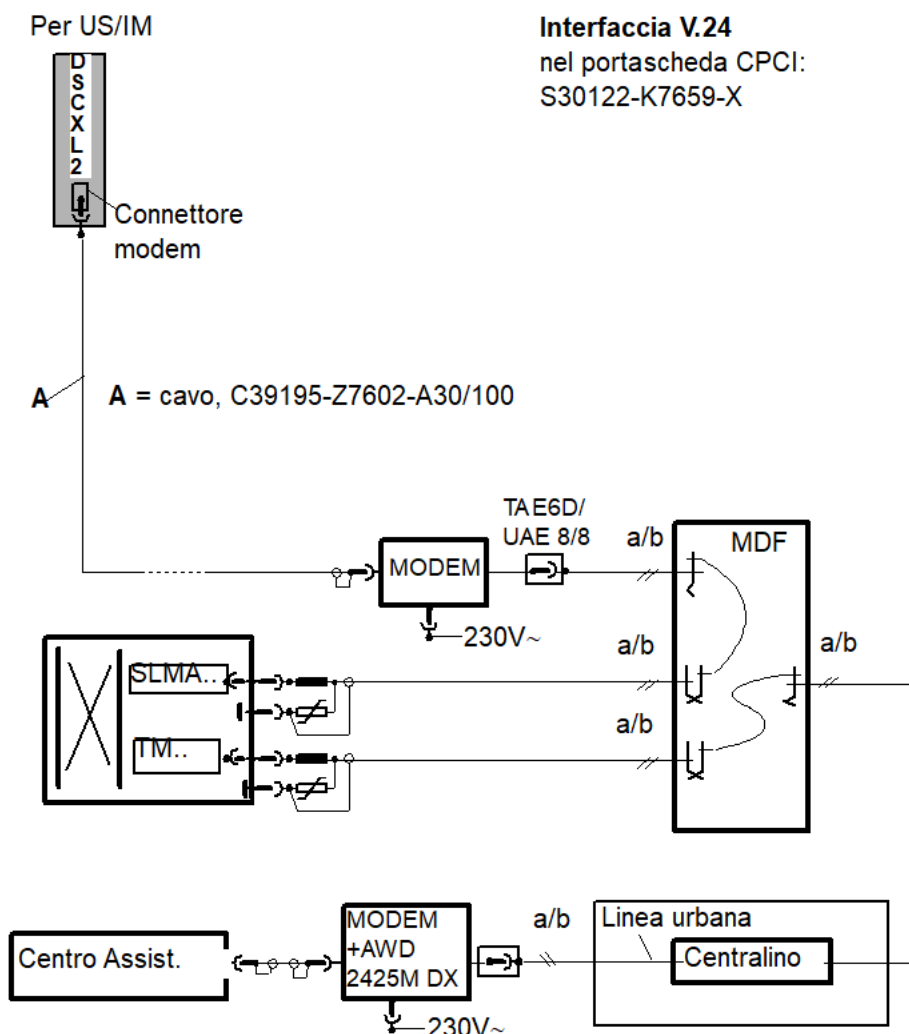 Per US/IM
Interfaccia V.24
nel portascheda CPCI:
S30122-K7659-X
D
S
C
X
L
2
Connettore
modem
A
A = cavo, C39195-Z7602-A30/100
TAE6D/
UAE 8/8
a/b
MDF
MODEM
230V~
a/b
a/b
SLMA..
a/b
TM..
MODEM
+AWD
2425M DX
a/b
Linea urbana
Centro Assist.
Centralino
230V~